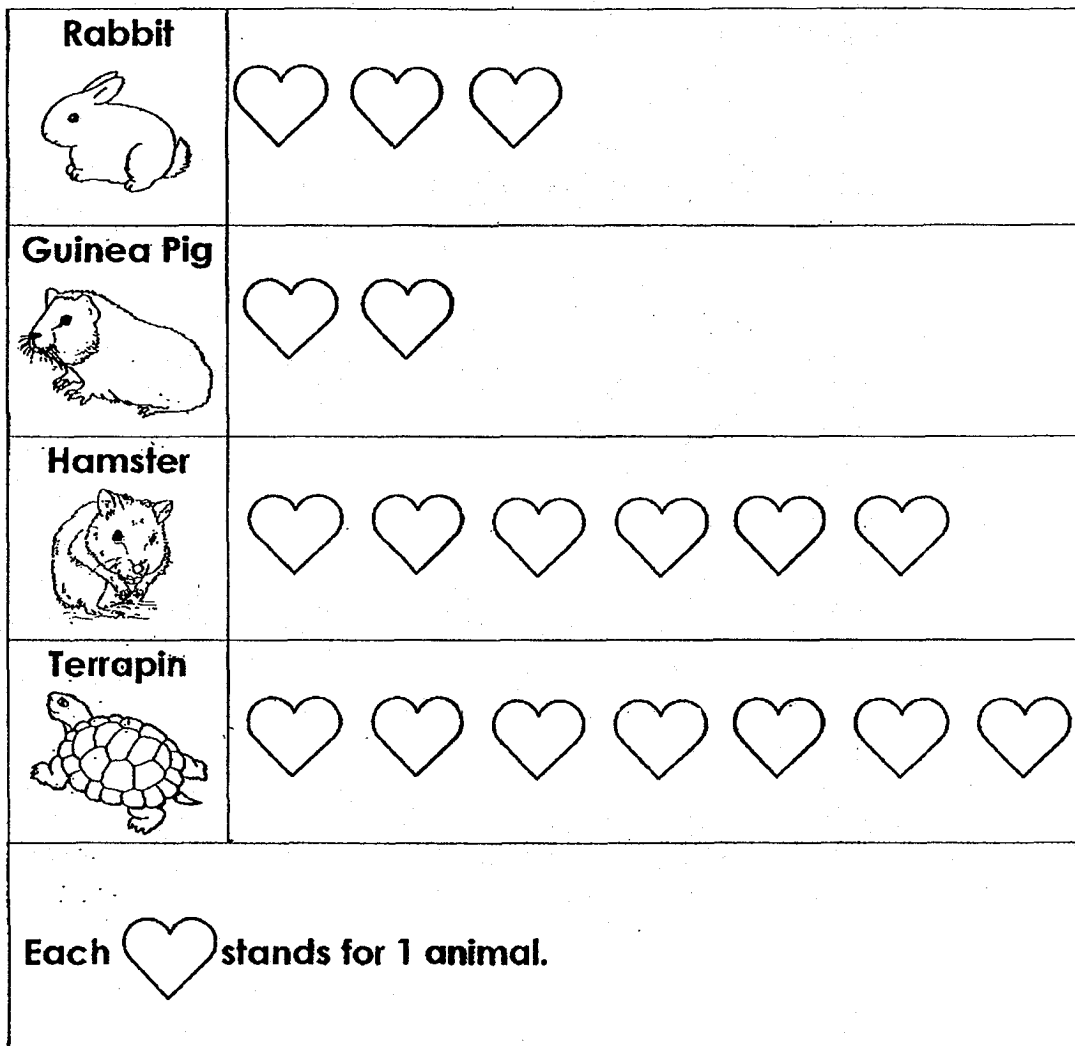 Rabbit
Guinea Pig
Hamster
Terrapin
Each stands for 1 animal.